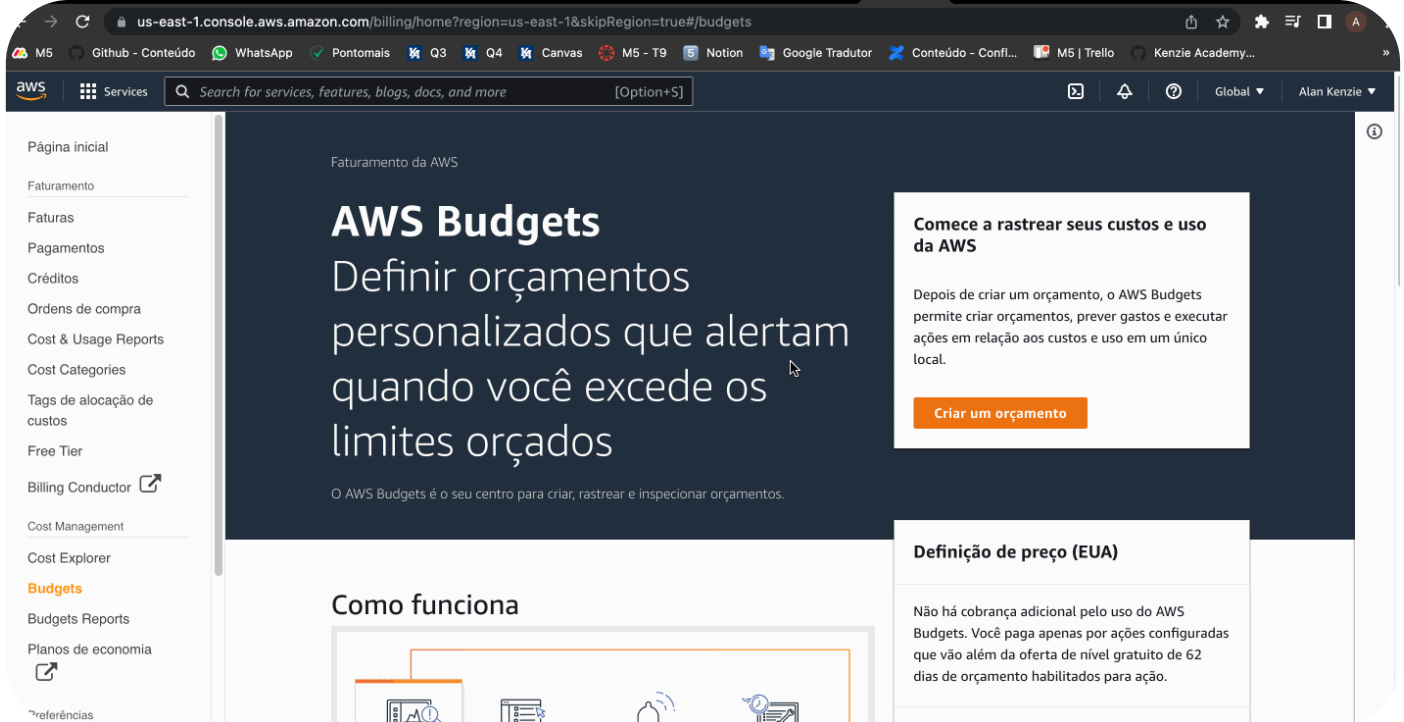 us-east-1.console.aws.amazon.com/billing/home?region=us-east-1&skipRegion=true#/budgets
A
M5
Github - Conteúdo
WhatsApp
Pontomais
Q3
Q4
Canvas
M5 - T9
5
Notion
Google Tradutor
Conteúdo - Confl...
M5 | Trello
Kenzie Academy...
»
aws
Services
Search for services, features, blogs, docs, and more
[Option+S]
Global
Alan Kenzie
Página inicial
Faturamento
Faturas
Pagamentos
Créditos
Ordens de compra
Cost & Usage Reports
Cost Categories
Tags de alocação de
custos
Free Tier
Billing Conductor
Cost Management
Cost Explorer
Budgets
Budgets Reports
Planos de economia
Preferências
Faturamento da AWS
AWS Budgets
Definir orçamentos
personalizados que alertam
quando você excede os
limites orçados
O AWS Budgets é o seu centro para criar, rastrear e inspecionar orçamentos.
Comece a rastrear seus custos e uso
da AWS
Depois de criar um orçamento, o AWS Budgets
permite criar orçamentos, prever gastos e executar
ações em relação aos custos e uso em um único
local.
Criar um orçamento
Definição de preço (EUA)
Não há cobrança adicional pelo uso do AWS
Budgets. Você paga apenas por ações configuradas
que vão além da oferta de nível gratuito de 62
dias de orçamento habilitados para ação.
Como funciona